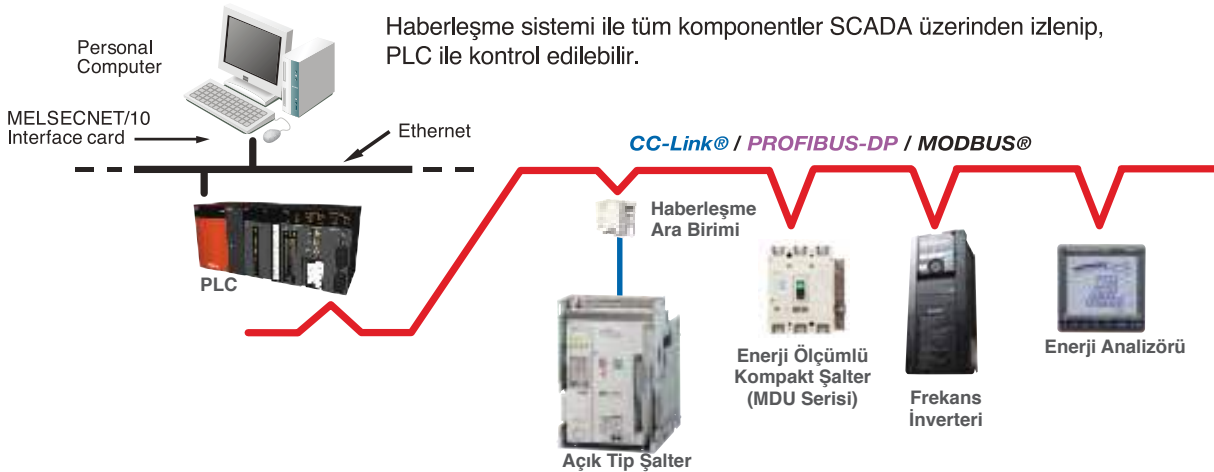 Haberleşme sistemi ile tüm komponentler SCADA üzerinden izlenip,
PLC ile kontrol edilebilir.
Personal
Computer
MELSECNET/10
Interface card
Ethernet
CC-Link® / PROFIBUS-DP / MODBUS®
PLC
Haberleşme
Ara Birimi
Açık Tip Şalter
Enerji Ölçümlü
Kompakt Şalter
(MDU Serisi)
Frekans
İnverteri
Enerji Analizörü